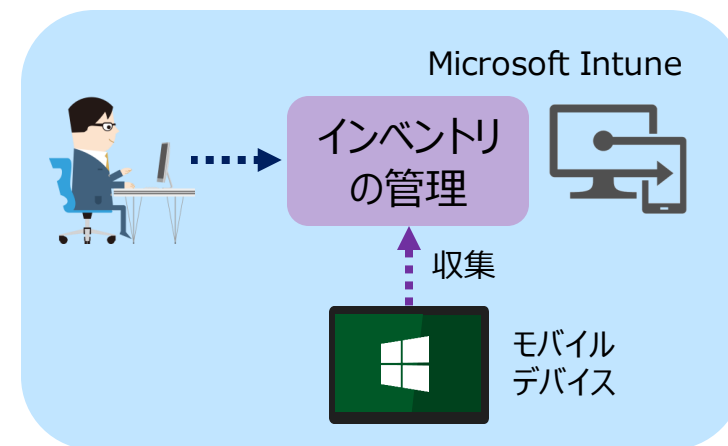 Microsoft Intune
インベントリ
の管理
収集
モバイル
デバイス